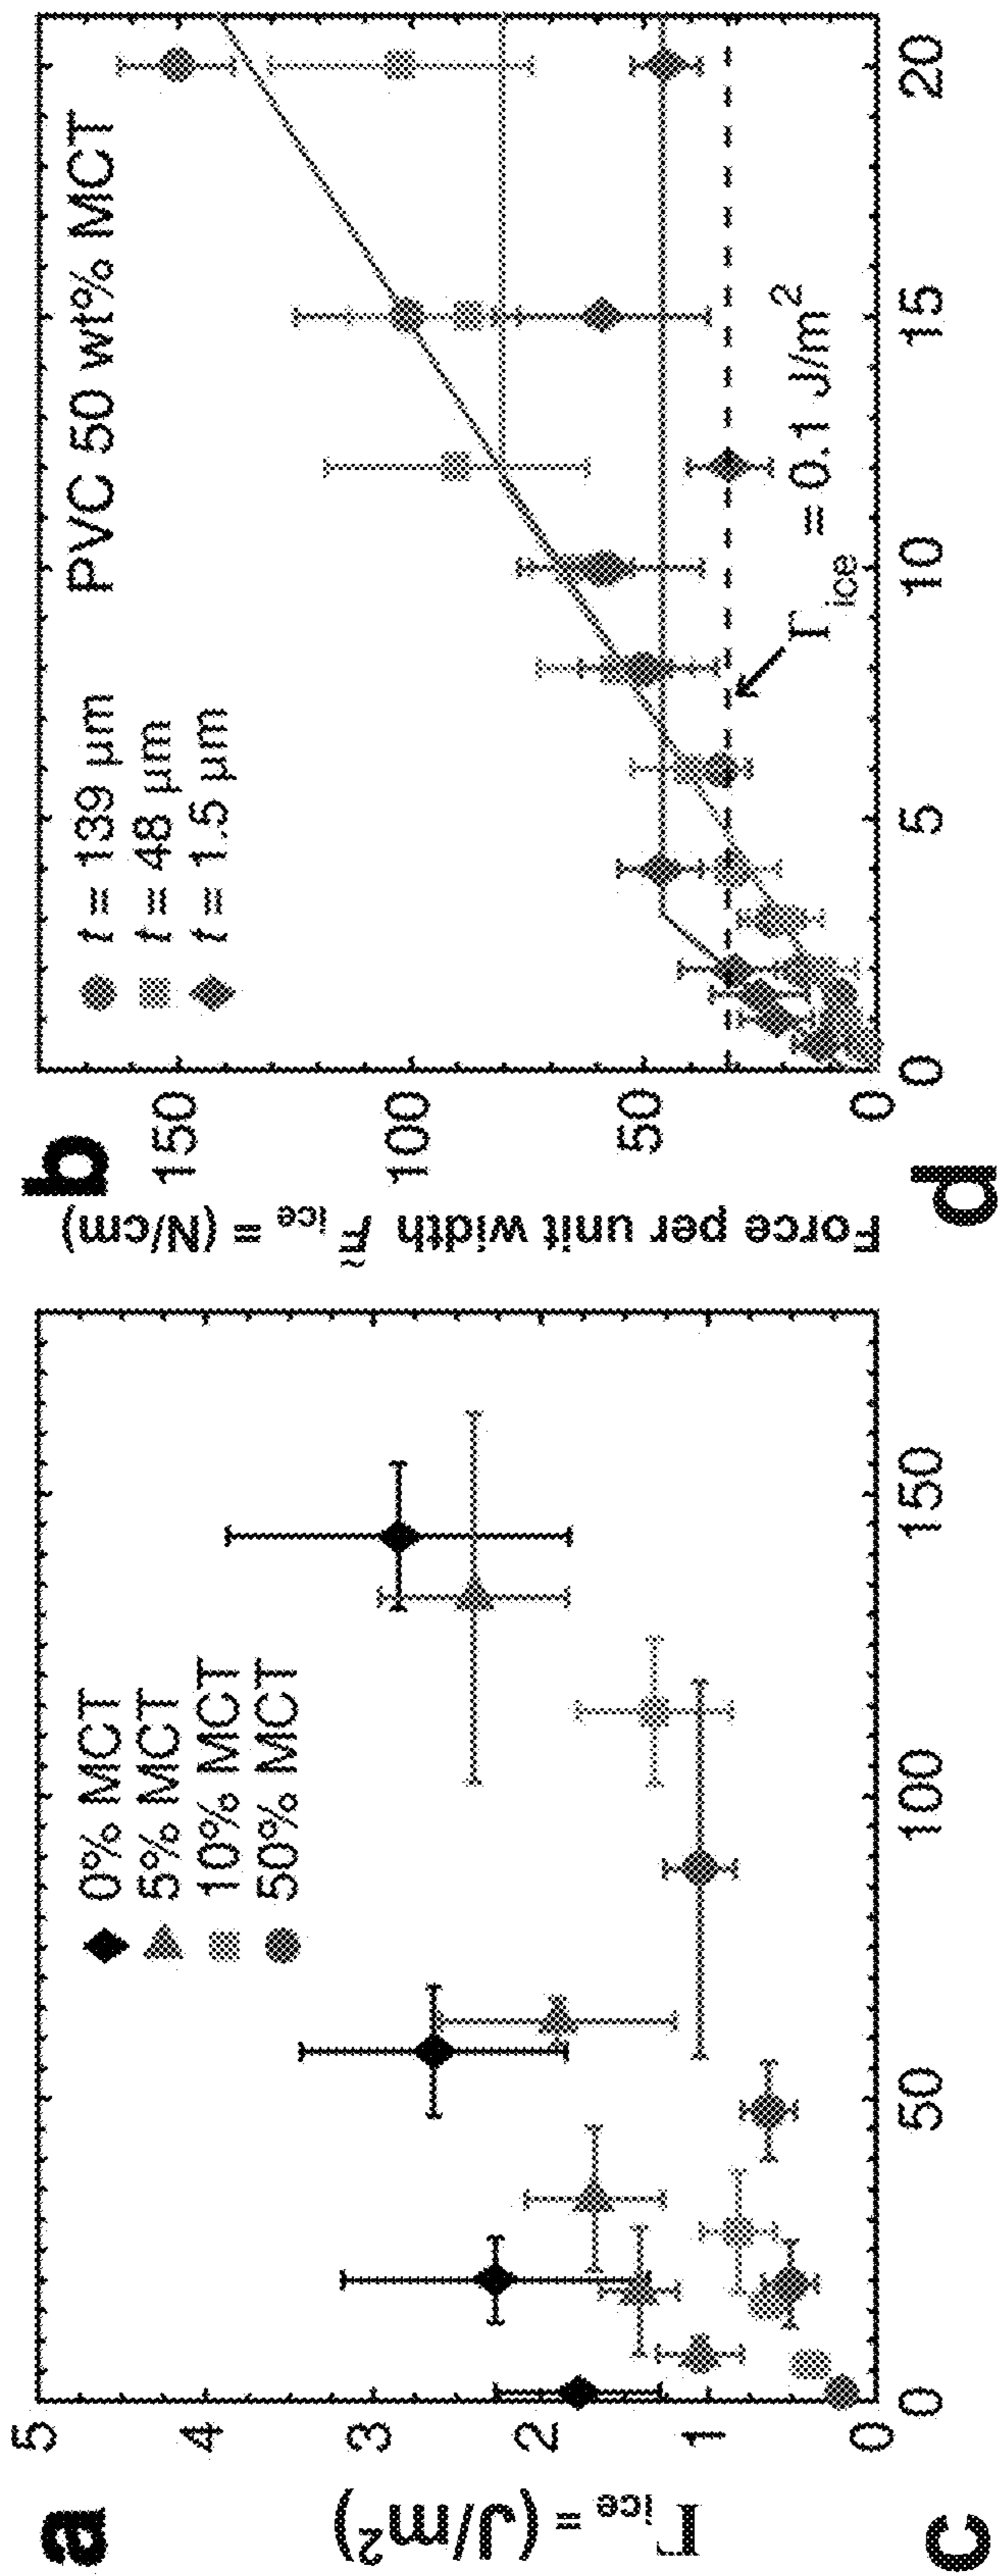 a
Γice = (J/m²)
5
4
3
2
1
0
0% MCT
5% MCT
10% MCT
50% MCT
0
50
100
150
b
Force per unit width F̃ice = (N/cm)
150
100
50
0
PVC 50 wt% MCT
t = 139 μm
t = 48 μm
t = 1.5 μm
Γice = 0.1 J/m²
0
5
10
15
20
c
d